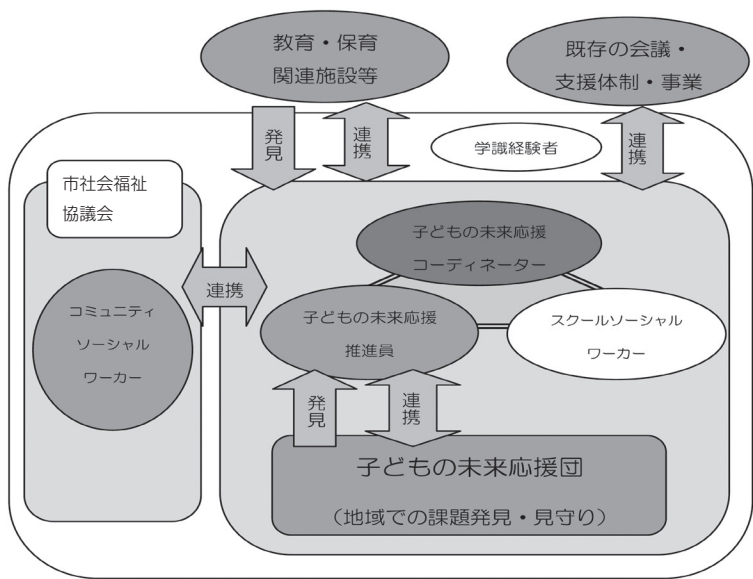 教育・保育
関連施設等
既存の会議・
支援体制・事業
発見
連携
学識経験者
連携
市社会福祉
協議会
子どもの未来応援
コーディネーター
連携
コミュニティ
ソーシャル
ワーカー
子どもの未来応援
推進員
スクールソーシャル
ワーカー
発見
連携
子どもの未来応援団
（地域での課題発見・見守り）